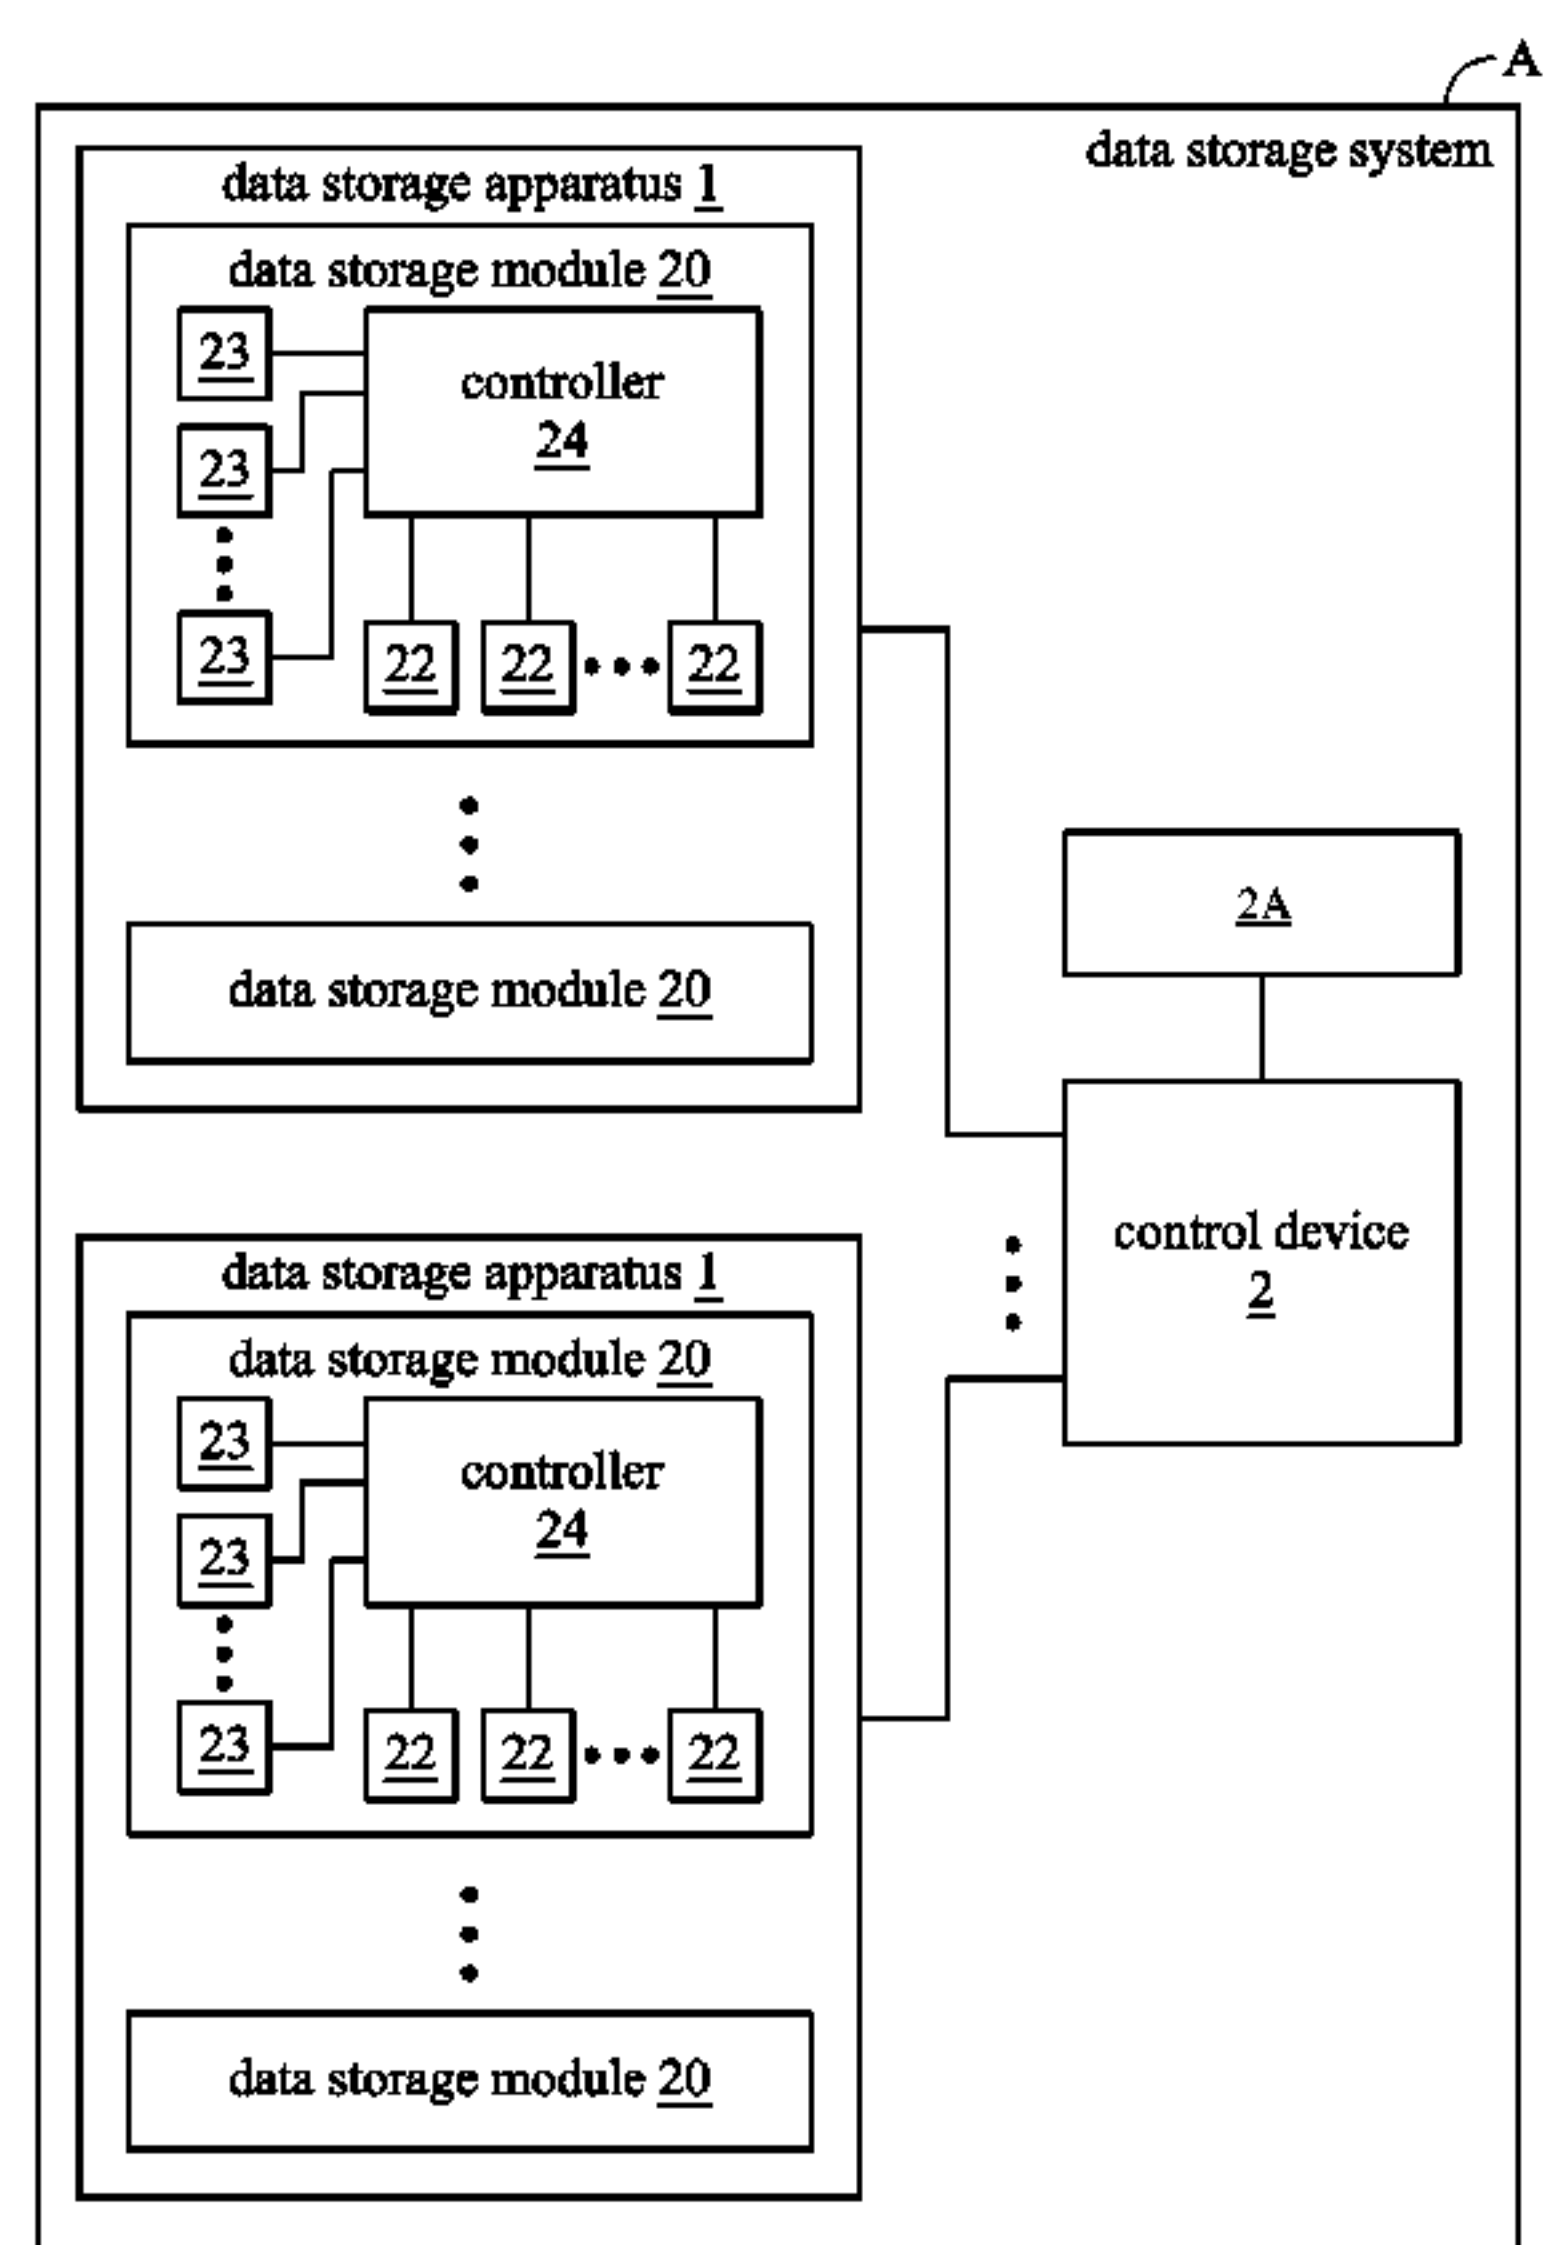 A
data storage system
data storage apparatus 1
data storage module 20
23
controller
24
23
23
22 22 22
data storage module 20
2A
control device
2
data storage apparatus 1
data storage module 20
23
controller
24
23
23
22 22 22
data storage module 20